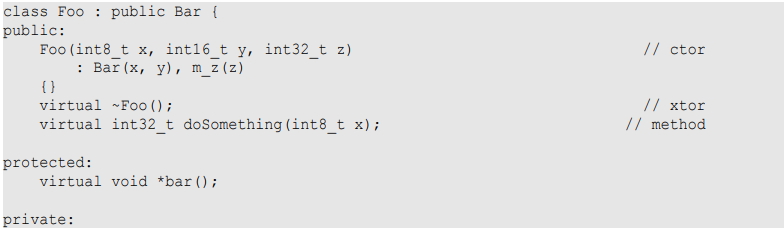 class Foo : public Bar {
public:
    Foo(int8_t x, int16_t y, int32_t z)                                // ctor
        : Bar(x, y), m_z(z)
    {}
    virtual ~Foo();                                                    // xtor
    virtual int32_t doSomething(int8_t x);                           // method

protected:
    virtual void *bar();

private: